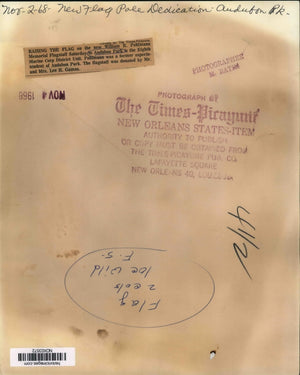 Nov-2-68- New Flag Pole Dedication Audubon Pk.
RAISING THE FLAG on the new William E.
Memorial Flagstaff Saturday in Audubon Park is the Eighth
Marine Corp District Unit. was a former superin-
tendent of Audubon Park. The flagstaff was donated by Mr.
and Mrs. Lee H.
PHOTOGRAPHER
NOV 4 1968
PHOTOGRAPH BY
The Times-Picayune
NEW ORLEANS STATES-ITEM
AUTHORITY TO PUBLISH
OR COPY MUST BE OBTAINED FROM
THE TIMES-PICAYUNE PUB. CO.
LAFAYETTE SQUARE
NEW ORLEANS 40, LOUISIANA
Flag
2 cols
F.S.